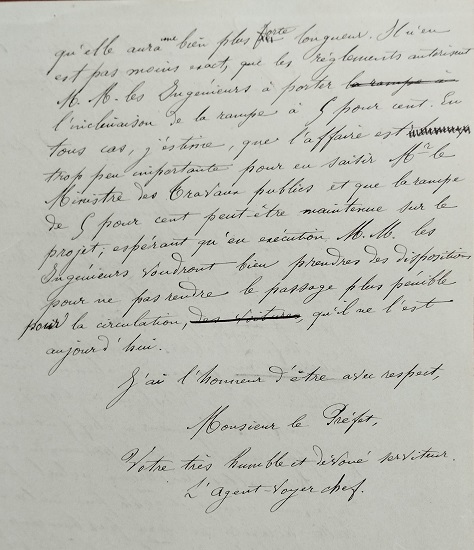 qu'elle aura une bien plus forte longueur. Il n'en
est pas moins exact, que les réglements autorisent
M.M. les Ingénieurs à porter la rampe à
l'inclinaison de la rampe à 5 pour cent. En
tous cas, j'estime, que l'affaire est
trop peu importante pour en saisir Mr le
Ministre des Travaux publics et que la rampe
de 5 pour cent peut-être maintenue sur le
projet, espérant qu'en exécution M.M. les
Ingénieurs voudront bien prendre des dispositions
pour ne pas rendre le passage plus pénible
pour la circulation, des voitures, qu'il ne l'est
aujourd'hui.
J'ai l'honneur d'être avec respect,
Monsieur le Préfet,
Votre très humble et dévoué serviteur.
L'Agent-Voyer chef.